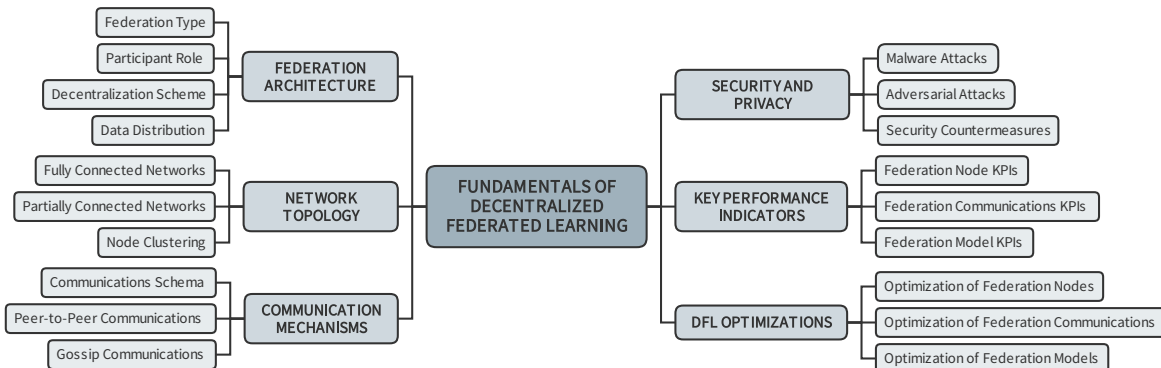 Federation Type
Participant Role
Decentralization Scheme
Data Distribution
FEDERATION
ARCHITECTURE
Fully Connected Networks
Partially Connected Networks
Node Clustering
NETWORK
TOPOLOGY
Communications Schema
Peer-to-Peer Communications
Gossip Communications
COMMUNICATION
MECHANISMS
FUNDAMENTALS OF
DECENTRALIZED
FEDERATED LEARNING
SECURITY AND
PRIVACY
Malware Attacks
Adversarial Attacks
Security Countermeasures
KEY PERFORMANCE
INDICATORS
Federation Node KPIs
Federation Communications KPIs
Federation Model KPIs
DFL OPTIMIZATIONS
Optimization of Federation Nodes
Optimization of Federation Communications
Optimization of Federation Models